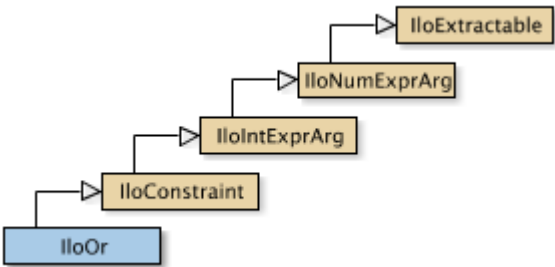 IloExtractable
IloNumExprArg
IloIntExprArg
IloConstraint
IloOr